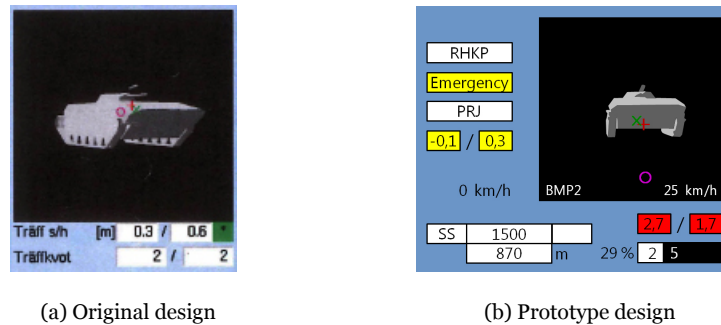 Träff s/h [m] 0.3 / 0.6 *
Träffkvot 2 / 2
(a) Original design
RHKP
Emergency
PRJ
-0,1 / 0,3
0 km/h
BMP2 25 km/h
2,7 / 1,7
SS 1500
870 m
29 % 2 5
(b) Prototype design